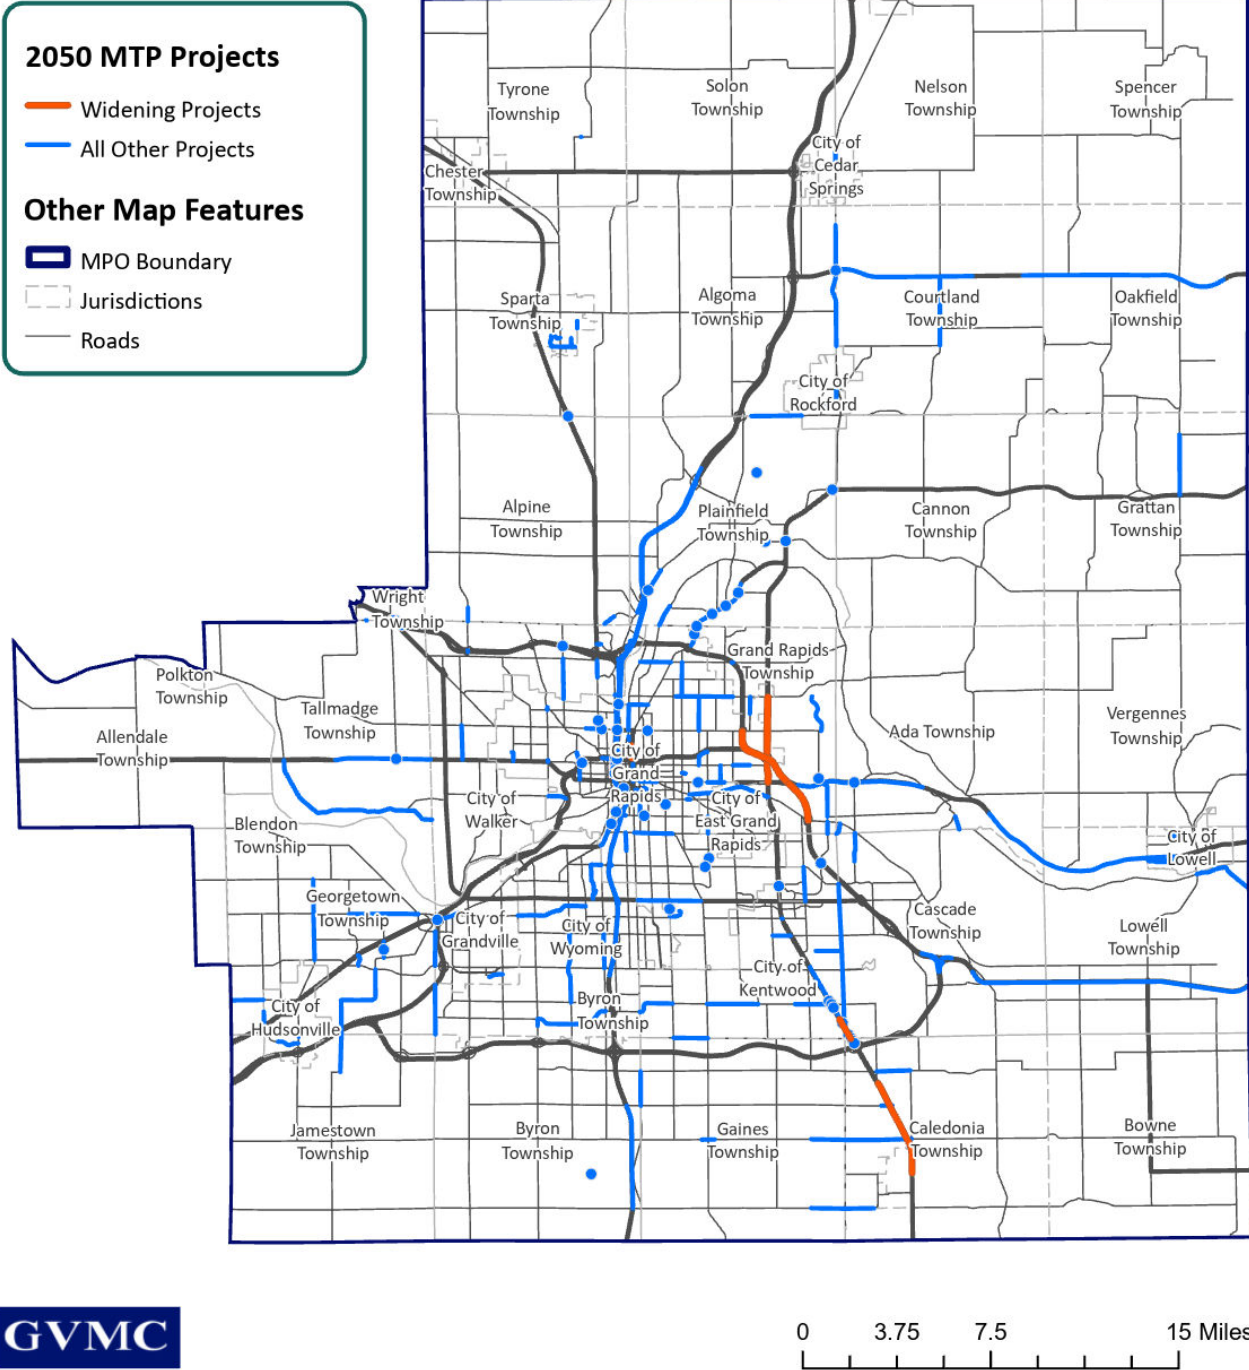 2050 MTP Projects
Widening Projects
All Other Projects
Other Map Features
MPO Boundary
Jurisdictions
Roads
Tyrone
Township
Solon
Township
Nelson
Township
Spencer
Township
City of
Cedar
Springs
Chester
Township
Sparta
Township
Algoma
Township
Courtland
Township
Oakfield
Township
City of
Rockford
Alpine
Township
Plainfield
Township
Cannon
Township
Grattan
Township
Wright
Township
Grand Rapids
Township
Polkton
Township
Tallmadge
Township
Allendale
Township
Ada Township
Vergennes
Township
City of
Grand
Rapids
City of
Walker
City of
East Grand
Rapids
Blendon
Township
City of
Lowell
Georgetown
Township
City of
Grandville
City of
Wyoming
Cascade
Township
Lowell
Township
City of
Kentwood
City of
Hudsonville
Byron
Township
Jamestown
Township
Byron
Township
Gaines
Township
Caledonia
Township
Bowne
Township
GVMC
0 3.75 7.5 15 Miles